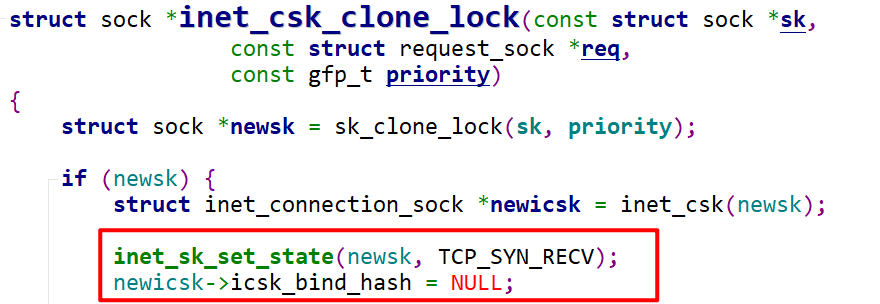 struct sock *inet_csk_clone_lock(const struct sock *sk,
const struct request_sock *req,
const gfp_t priority)
{
struct sock *newsk = sk_clone_lock(sk, priority);
if (newsk) {
struct inet_connection_sock *newicsk = inet_csk(newsk);
inet_sk_set_state(newsk, TCP_SYN_RECV);
newicsk->icsk_bind_hash = NULL;